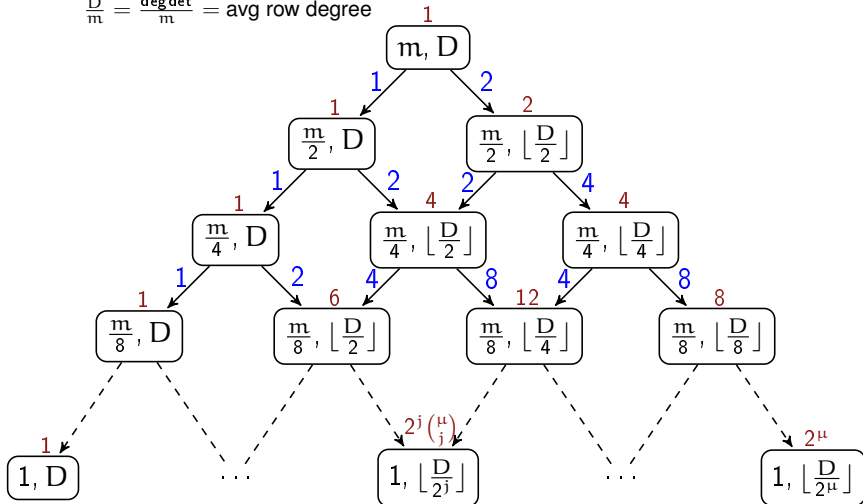 D/m = deg det/m = avg row degree
1
m, D
1 2
1 2
m/2, D m/2, ⌊D/2⌋
1 2 2 4
1 4 4
m/4, D m/4, ⌊D/2⌋ m/4, ⌊D/4⌋
1 2 4 8 4 8
1 6 12 8
m/8, D m/8, ⌊D/2⌋ m/8, ⌊D/4⌋ m/8, ⌊D/8⌋
1 2^j (μ j) 2^μ
1, D ... 1, ⌊D/2^j⌋ ... 1, ⌊D/2^μ⌋